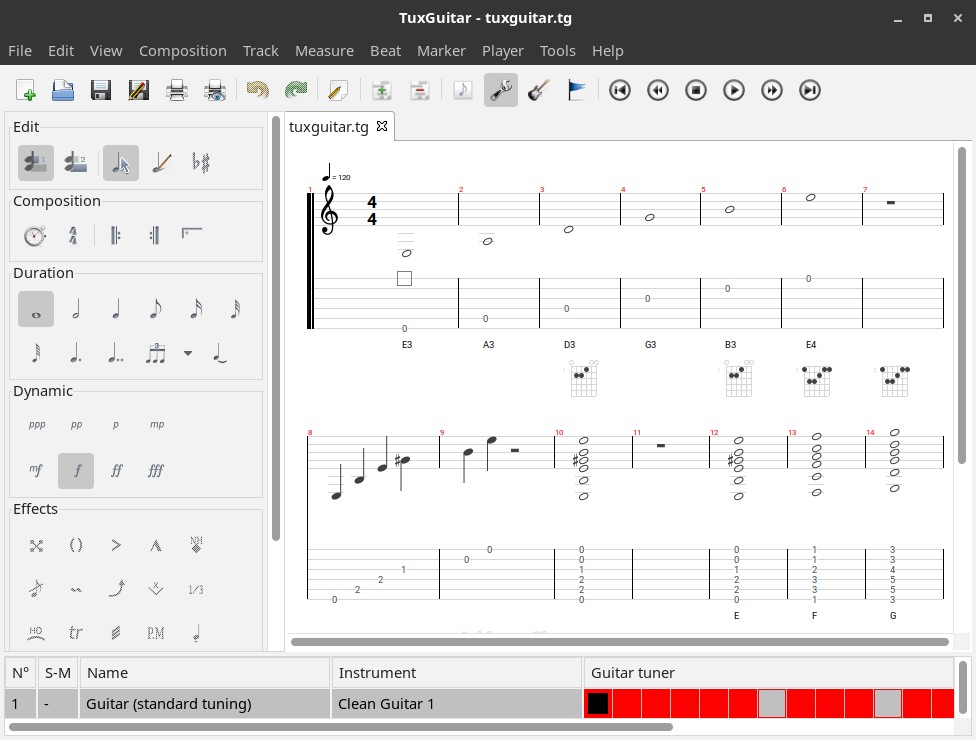 TuxGuitar - tuxguitar.tg
File Edit View Composition Track Measure Beat Marker Player Tools Help
tuxguitar.tg
Edit
1 2
Composition
Duration
3
Dynamic
ppp pp p mp
mf f ff fff
Effects
NH
1/3
HO tr P.M
= 120
1 2 3 4 5 6 7
4
4
0 0 0 0 0 0
E3 A3 D3 G3 B3 E4
8 9 10 11 12 13 14
0 2 2 1 0 0
0 0 1 2 2 0
0 0 1 2 2 0
1 1 2 3 3 1
3 3 4 5 5 3
E F G
N° S-M Name Instrument Guitar tuner
1 - Guitar (standard tuning) Clean Guitar 1